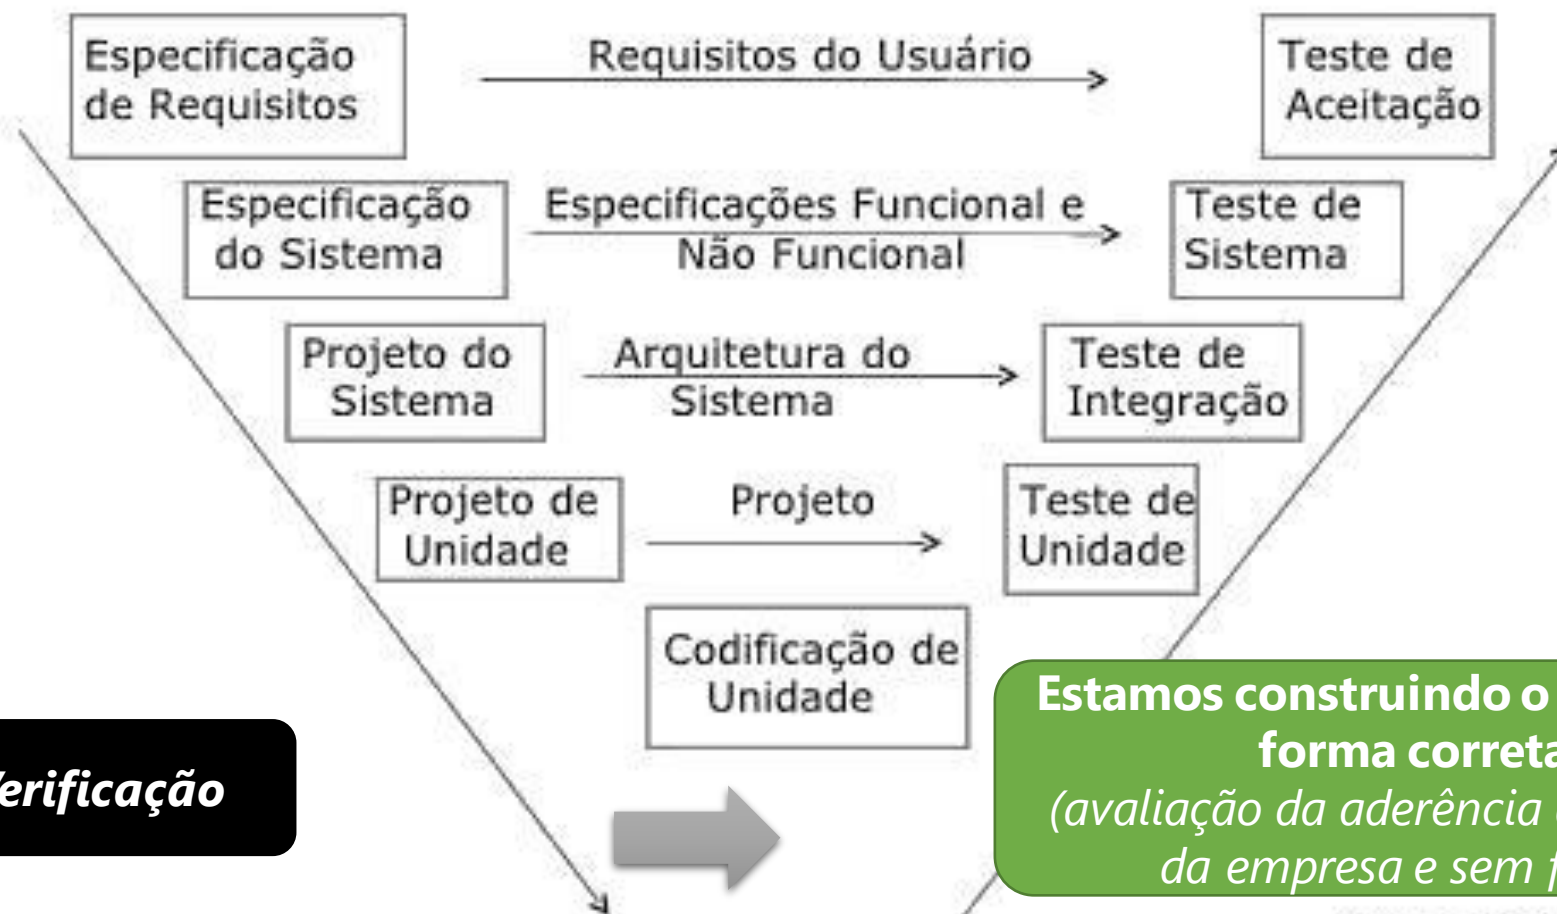 Especificação
de Requisitos
Requisitos do Usuário
Teste de
Aceitação
Especificação
do Sistema
Especificações Funcional e
Não Funcional
Teste de
Sistema
Projeto do
Sistema
Arquitetura do
Sistema
Teste de
Integração
Projeto de
Unidade
Projeto
Teste de
Unidade
Codificação de
Unidade
erificação
Estamos construindo o
forma correta
(avaliação da aderência
da empresa e sem